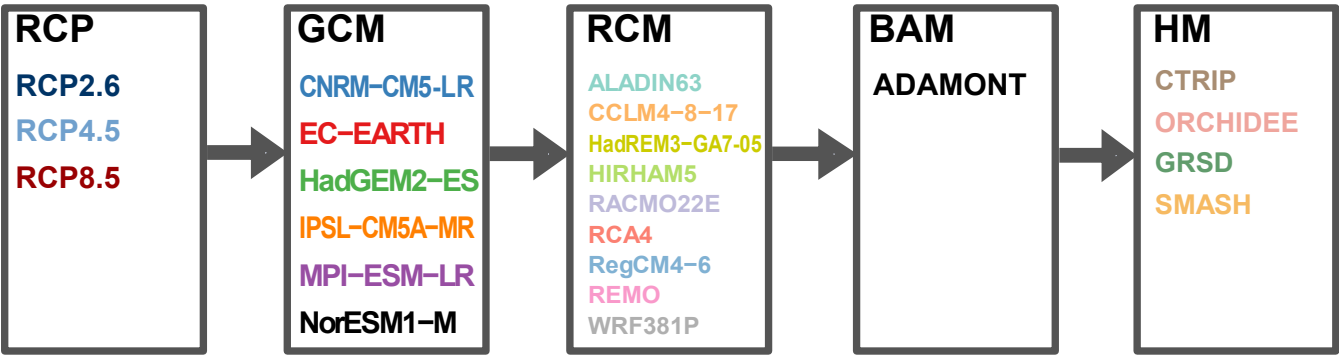 RCP
RCP2.6
RCP4.5
RCP8.5
GCM
CNRM−CM5-LR
EC−EARTH
HadGEM2−ES
IPSL−CM5A−MR
MPI−ESM−LR
NorESM1−M
RCM
ALADIN63
CCLM4−8−17
HadREM3−GA7-05
HIRHAM5
RACMO22E
RCA4
RegCM4−6
REMO
WRF381P
BAM
ADAMONT
HM
CTRIP
ORCHIDEE
GRSD
SMASH